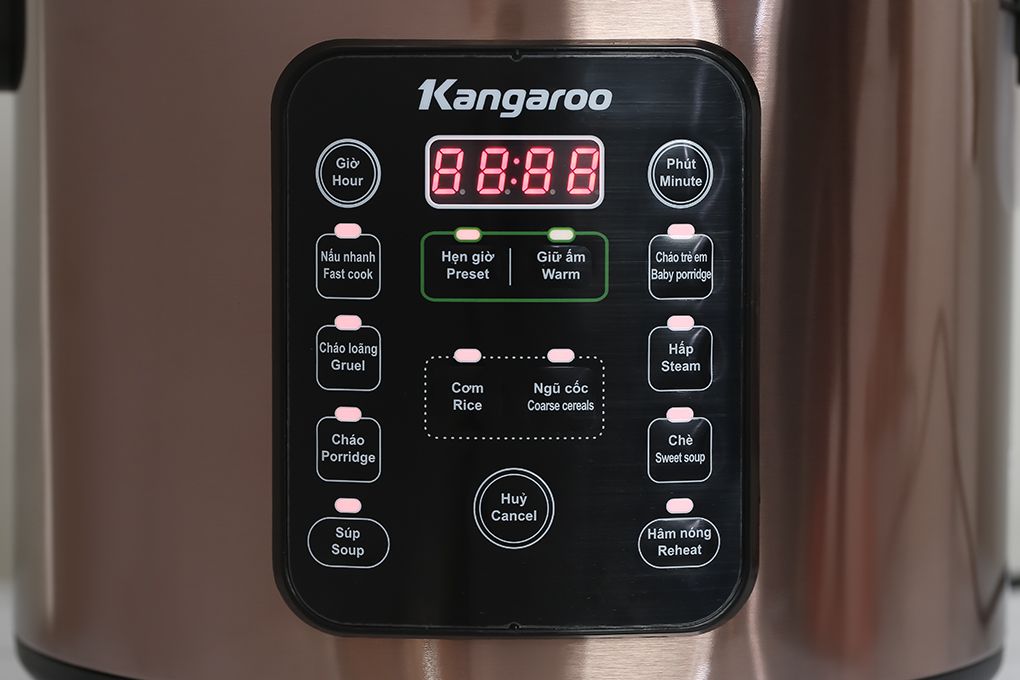 Kangaroo
Giờ
Hour
88:88
Phút
Minute
Nấu nhanh
Fast cook
Hẹn giờ
Preset
Giữ ấm
Warm
Cháo trẻ em
Baby porridge
Cháo loãng
Gruel
Hấp
Steam
Cơm
Rice
Ngũ cốc
Coarse cereals
Cháo
Porridge
Chè
Sweet soup
Huỷ
Cancel
Súp
Soup
Hâm nóng
Reheat